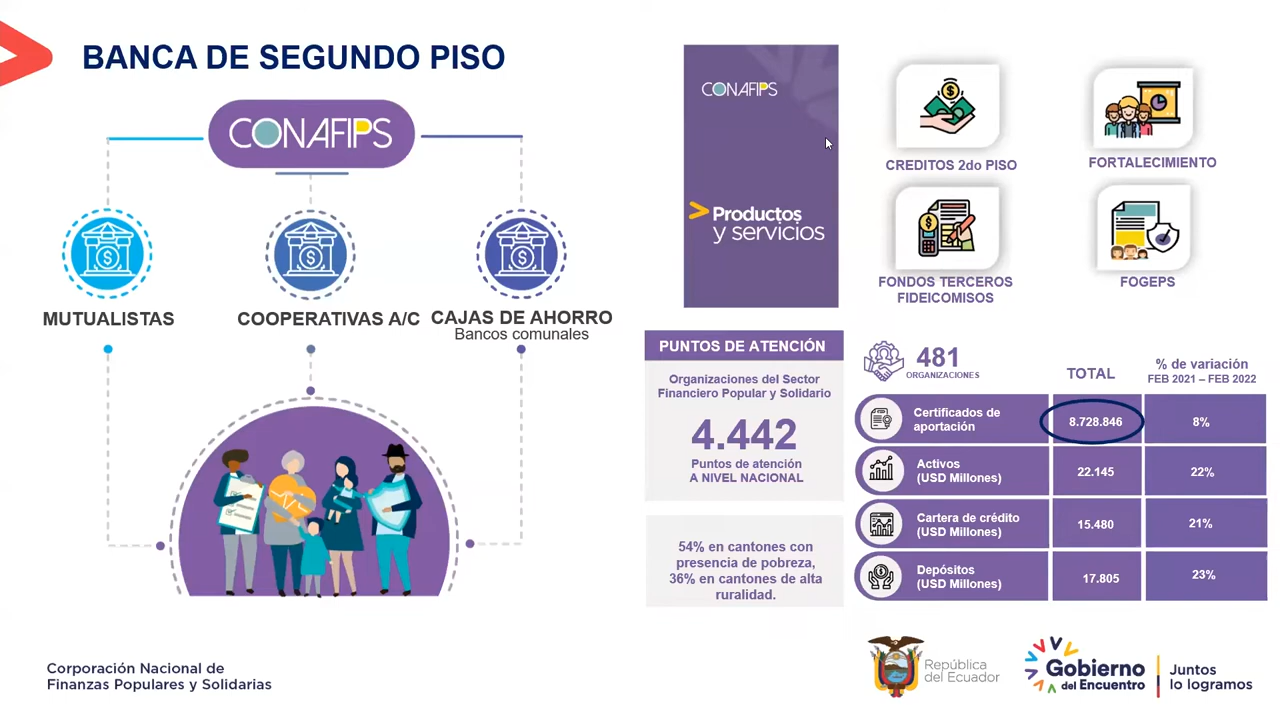 BANCA DE SEGUNDO PISO
CONAFIPS
MUTUALISTAS
COOPERATIVAS A/C
CAJAS DE AHORRO
Bancos comunales
Corporación Nacional de
Finanzas Populares y Solidarias
CONAFIPS
> Productos
y servicios
CREDITOS 2do PISO
FORTALECIMIENTO
FONDOS TERCEROS
FIDEICOMISOS
FOGEPS
PUNTOS DE ATENCIÓN
Organizaciones del Sector
Financiero Popular y Solidario
4.442
Puntos de atención
A NIVEL NACIONAL
54% en cantones con
presencia de pobreza,
36% en cantones de alta
ruralidad.
481
ORGANIZACIONES
TOTAL
% de variación
FEB 2021 – FEB 2022
Certificados de
aportación
8.728.846
8%
Activos
(USD Millones)
22.145
22%
Cartera de crédito
(USD Millones)
15.480
21%
Depósitos
(USD Millones)
17.805
23%
República
del Ecuador
Gobierno
del Encuentro
Juntos
lo logramos